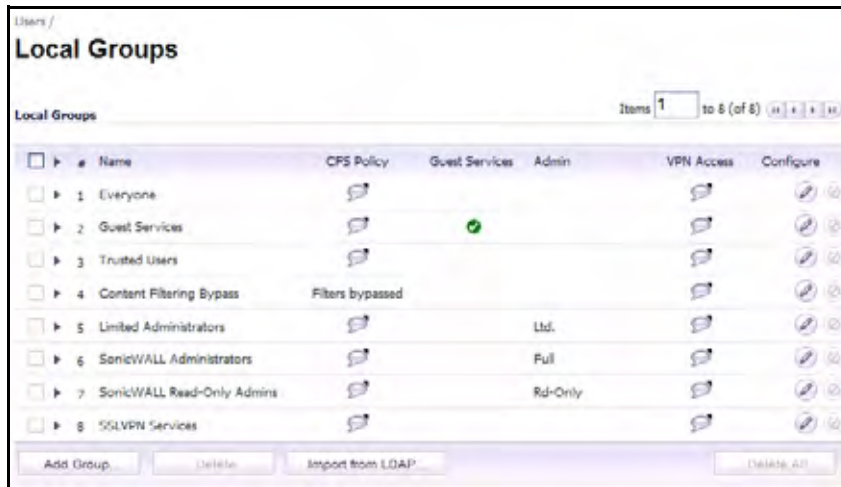 Users /
Local Groups
Items 1 to 8 (of 8)
Local Groups
# Name CFS Policy Guest Services Admin VPN Access Configure
1 Everyone
2 Guest Services
3 Trusted Users
4 Content Filtering Bypass Filters bypassed
5 Limited Administrators Ltd.
6 SonicWALL Administrators Full
7 SonicWALL Read-Only Admins Rd-Only
8 SSLVPN Services
Add Group... Delete Import from LDAP... Delete All